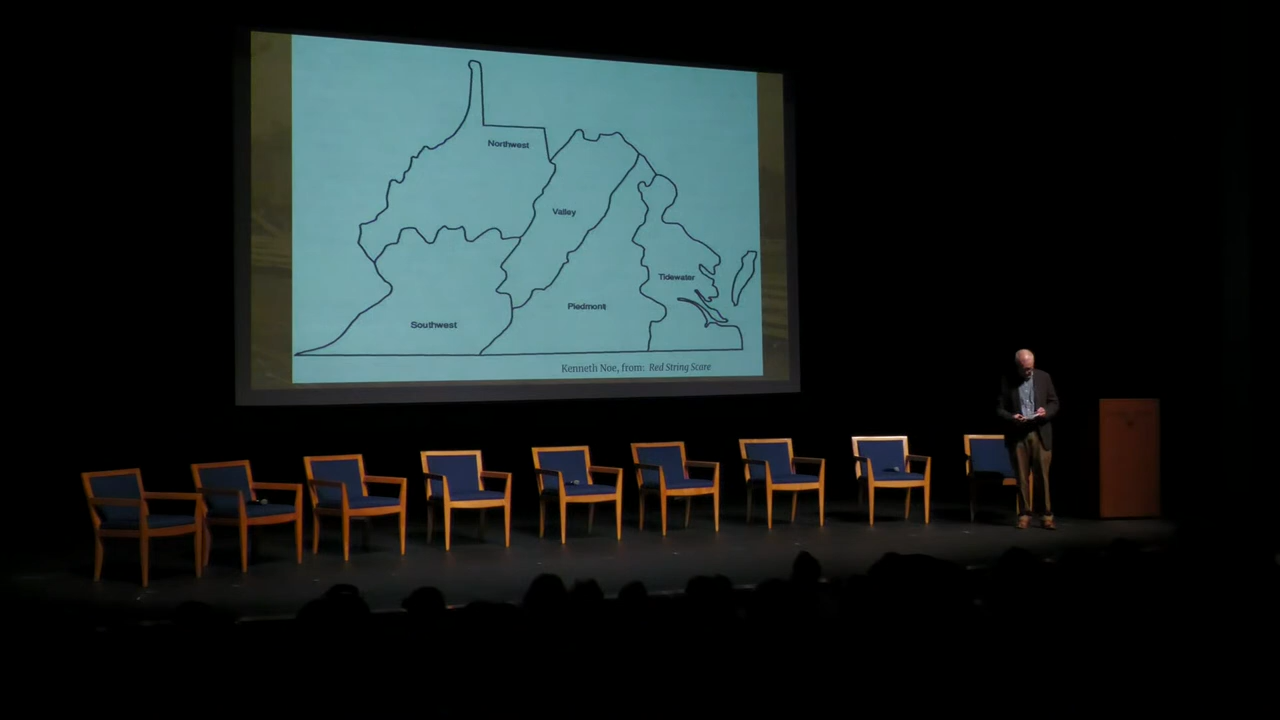 Northwest
Valley
Tidewater
Piedmont
Southwest
Kenneth Noe, from: Red String Scare